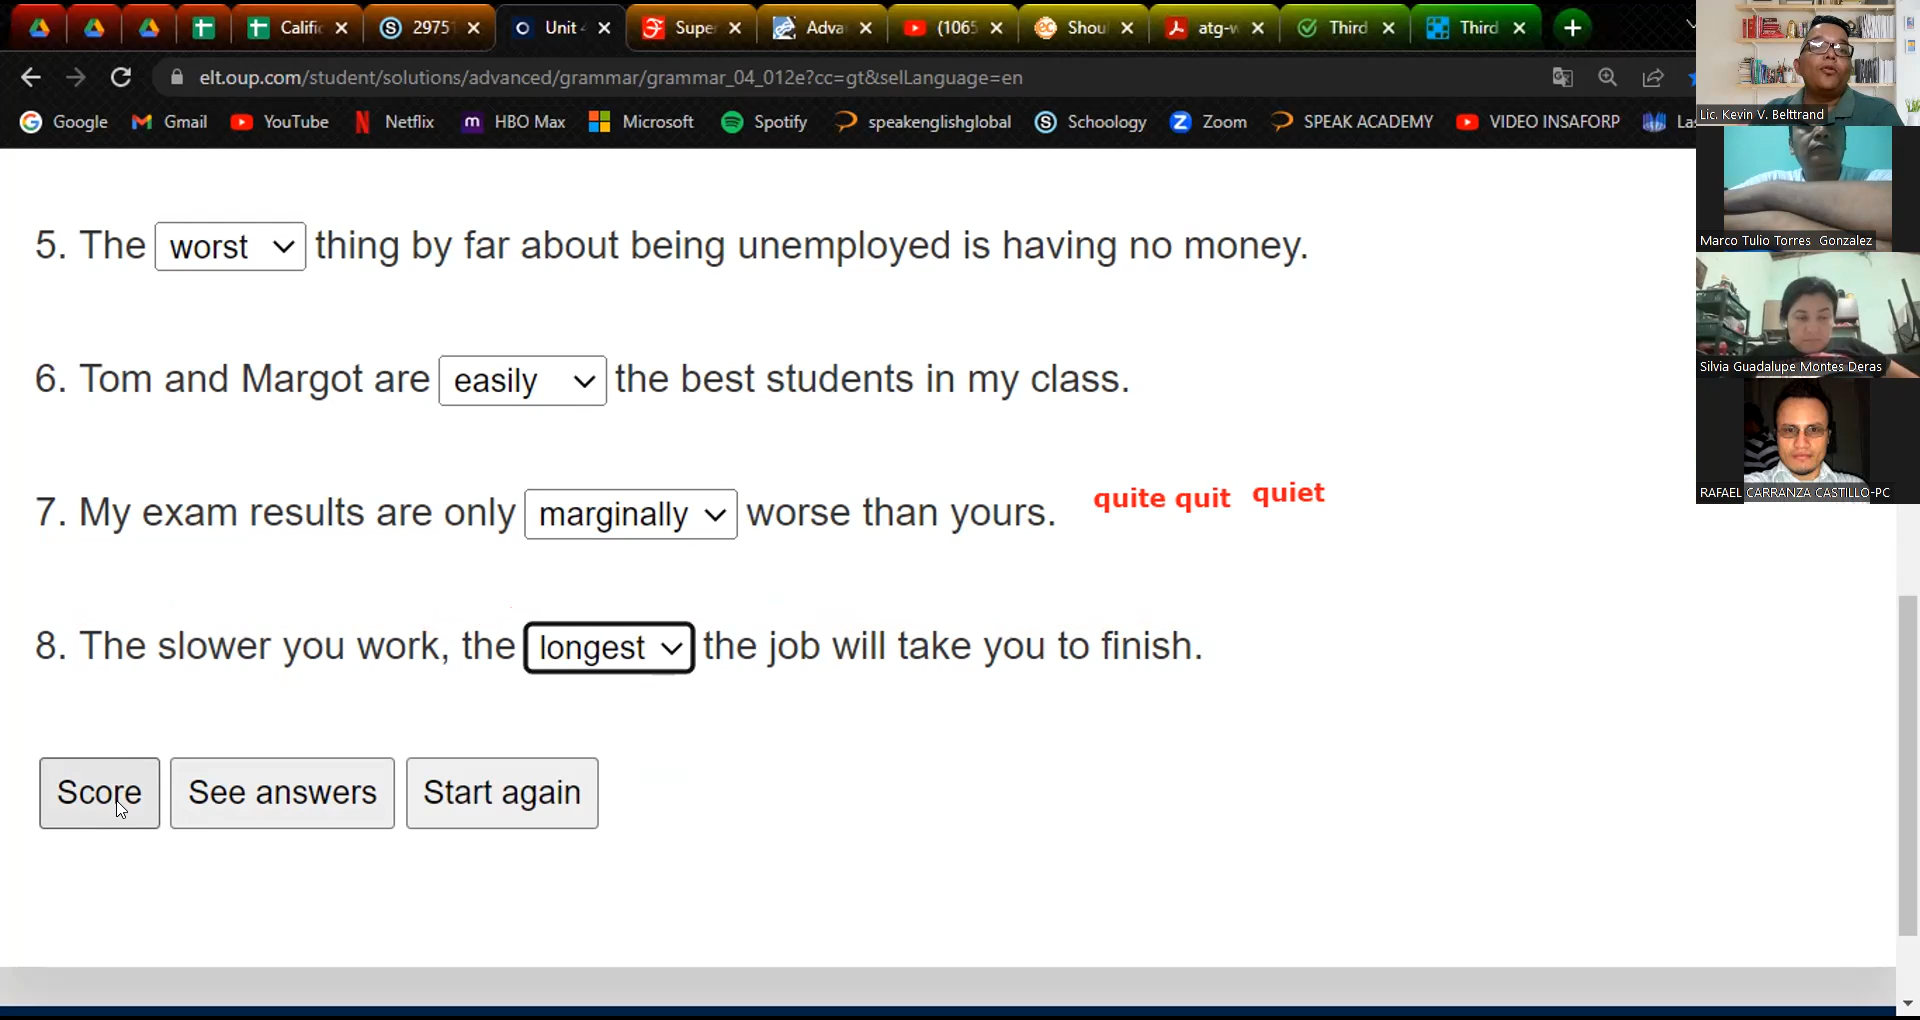 Calific
2975
Unit
Supe
Adva
(1065
Shou
atg-w
Third
Third
elt.oup.com/student/solutions/advanced/grammar/grammar_04_012e?cc=gt&selLanguage=en
Google
Gmail
YouTube
Netflix
HBO Max
Microsoft
Spotify
speakenglishglobal
Schoology
Zoom
SPEAK ACADEMY
VIDEO INSAFORP
La
Lic. Kevin V. Belttrand
Marco Tulio Torres Gonzalez
Silvia Guadalupe Montes Deras
RAFAEL CARRANZA CASTILLO-PC
5. The worst thing by far about being unemployed is having no money.
6. Tom and Margot are easily the best students in my class.
7. My exam results are only marginally worse than yours. quite quit quiet
8. The slower you work, the longest the job will take you to finish.
Score See answers Start again